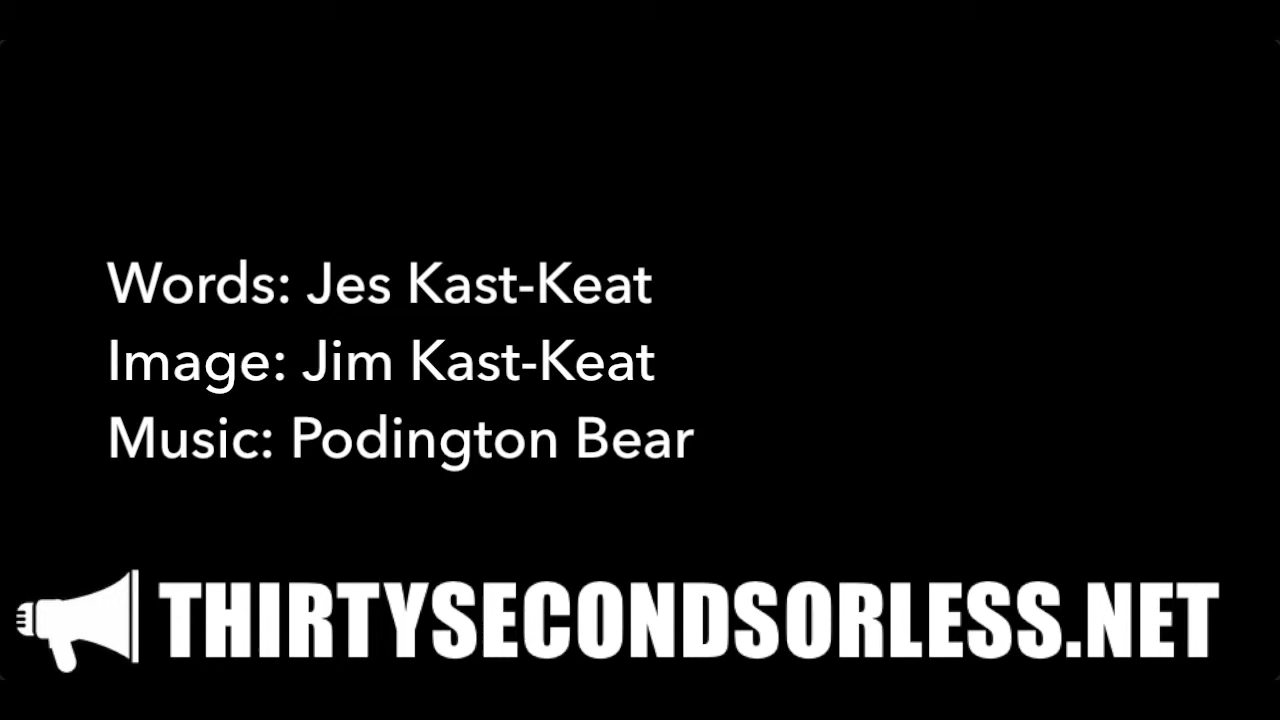 Words: Jes Kast-Keat
Image: Jim Kast-Keat
Music: Podington Bear
THIRTYSECONDSORLESS.NET